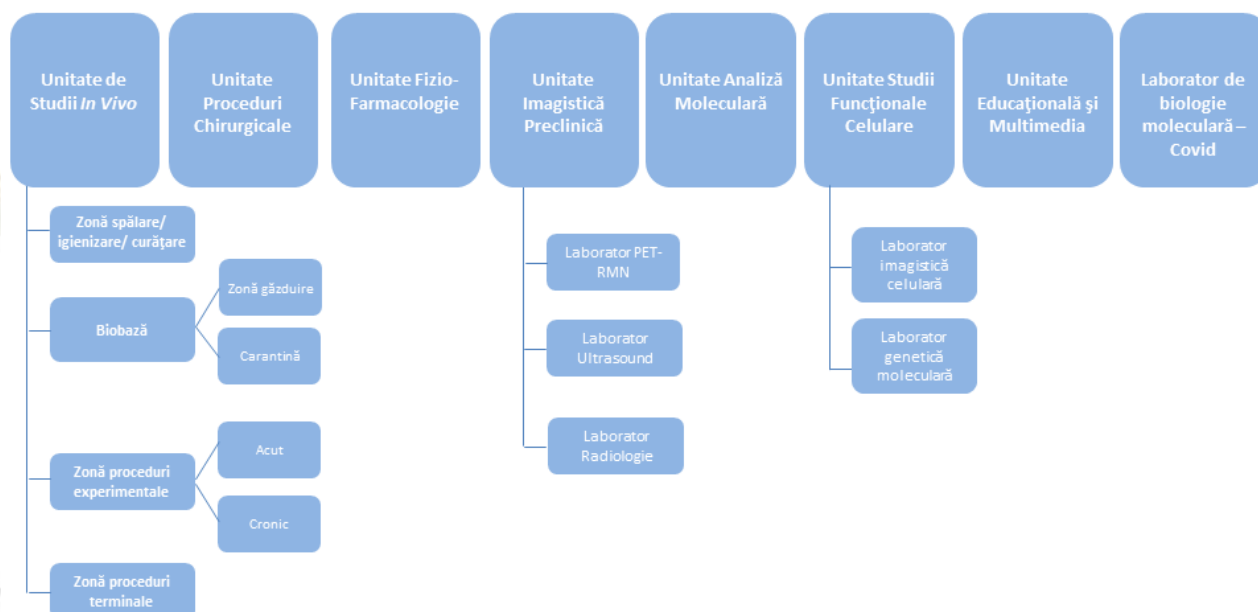 Unitate de
Studii In Vivo
Unitate
Proceduri
Chirurgicale
Unitate Fizio-
Farmacologie
Unitate
Imagistică
Preclinică
Unitate Analiză
Moleculară
Unitate Studii
Funcţionale
Celulare
Unitate
Educaţională şi
Multimedia
Laborator de
biologie
moleculară –
Covid
Zonă spălare/
igienizare/ curăţare
Biobază
Zonă găzduire
Carantină
Zonă proceduri
experimentale
Acut
Cronic
Zonă proceduri
terminale
Laborator PET-
RMN
Laborator
Ultrasound
Laborator
Radiologie
Laborator
imagistică
celulară
Laborator
genetică
moleculară